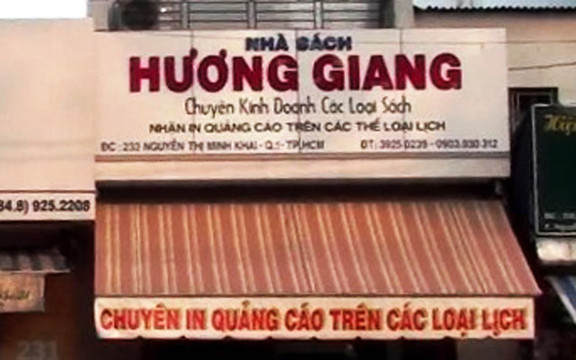 NHÀ SÁCH
HƯƠNG GIANG
Chuyên Kinh Doanh Các Loại Sách
NHẬN IN QUẢNG CÁO TRÊN CÁC THỂ LOẠI LỊCH
ĐC : 233 NGUYỄN THỊ MINH KHAI - Q.1 - TP.HCM ĐT: 3925 0239 - 0903.930.312
84.8) 925.2208
CHUYÊN IN QUẢNG CÁO TRÊN CÁC LOẠI LỊCH
231